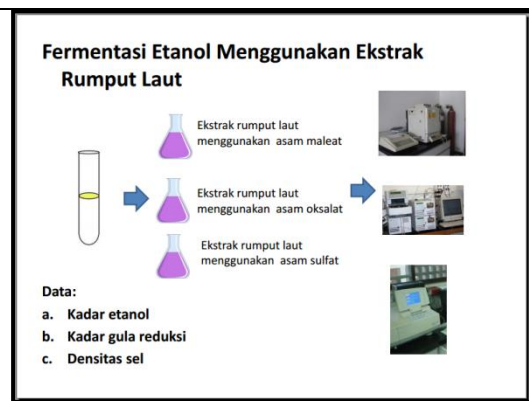 Fermentasi Etanol Menggunakan Ekstrak
Rumput Laut
Ekstrak rumput laut
menggunakan asam maleat
Ekstrak rumput laut
menggunakan asam oksalat
Ekstrak rumput laut
menggunakan asam sulfat
Data:
a. Kadar etanol
b. Kadar gula reduksi
c. Densitas sel